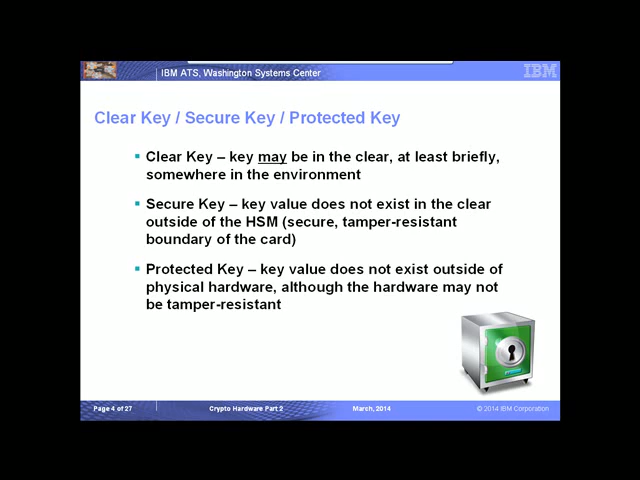 IBM ATS, Washington Systems Center
IBM
Clear Key / Secure Key / Protected Key
Clear Key – key may be in the clear, at least briefly,
somewhere in the environment
Secure Key – key value does not exist in the clear
outside of the HSM (secure, tamper-resistant
boundary of the card)
Protected Key – key value does not exist outside of
physical hardware, although the hardware may not
be tamper-resistant
Page 4 of 27 Crypto Hardware Part 2 March, 2014 © 2014 IBM Corporation